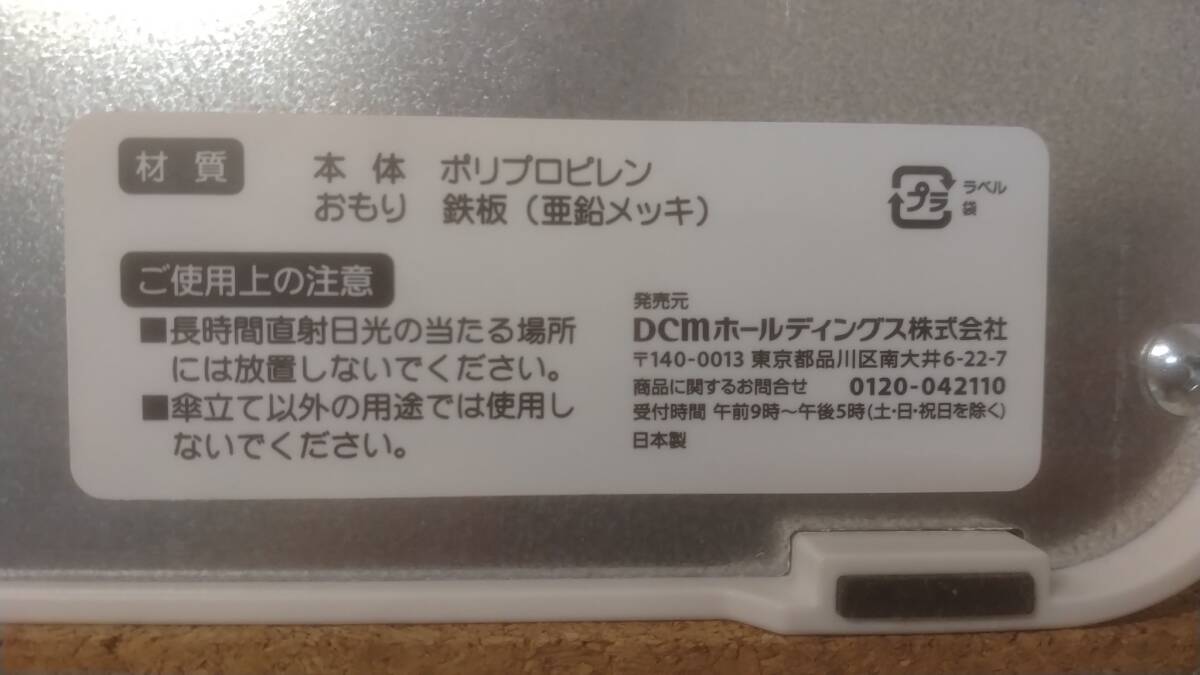 材質
本体 ポリプロピレン
おもり 鉄板（亜鉛メッキ）
プラ
ラベル
袋
ご使用上の注意
■長時間直射日光の当たる場所
には放置しないでください。
■傘立て以外の用途では使用し
ないでください。
発売元
DCMホールディングス株式会社
〒140-0013 東京都品川区南大井6-22-7
商品に関するお問合せ 0120-042110
受付時間 午前9時～午後5時(土・日・祝日を除く)
日本製